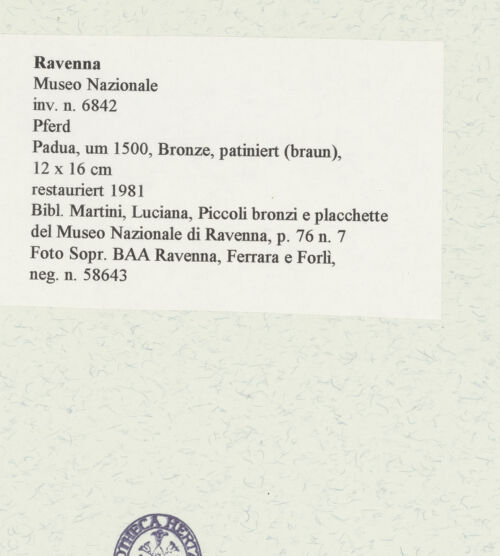 Ravenna
Museo Nazionale
inv. n. 6842
Pferd
Padua, um 1500, Bronze, patiniert (braun),
12 x 16 cm
restauriert 1981
Bibl. Martini, Luciana, Piccoli bronzi e placchette
del Museo Nazionale di Ravenna, p. 76 n. 7
Foto Sopr. BAA Ravenna, Ferrara e Forlì,
neg. n. 58643